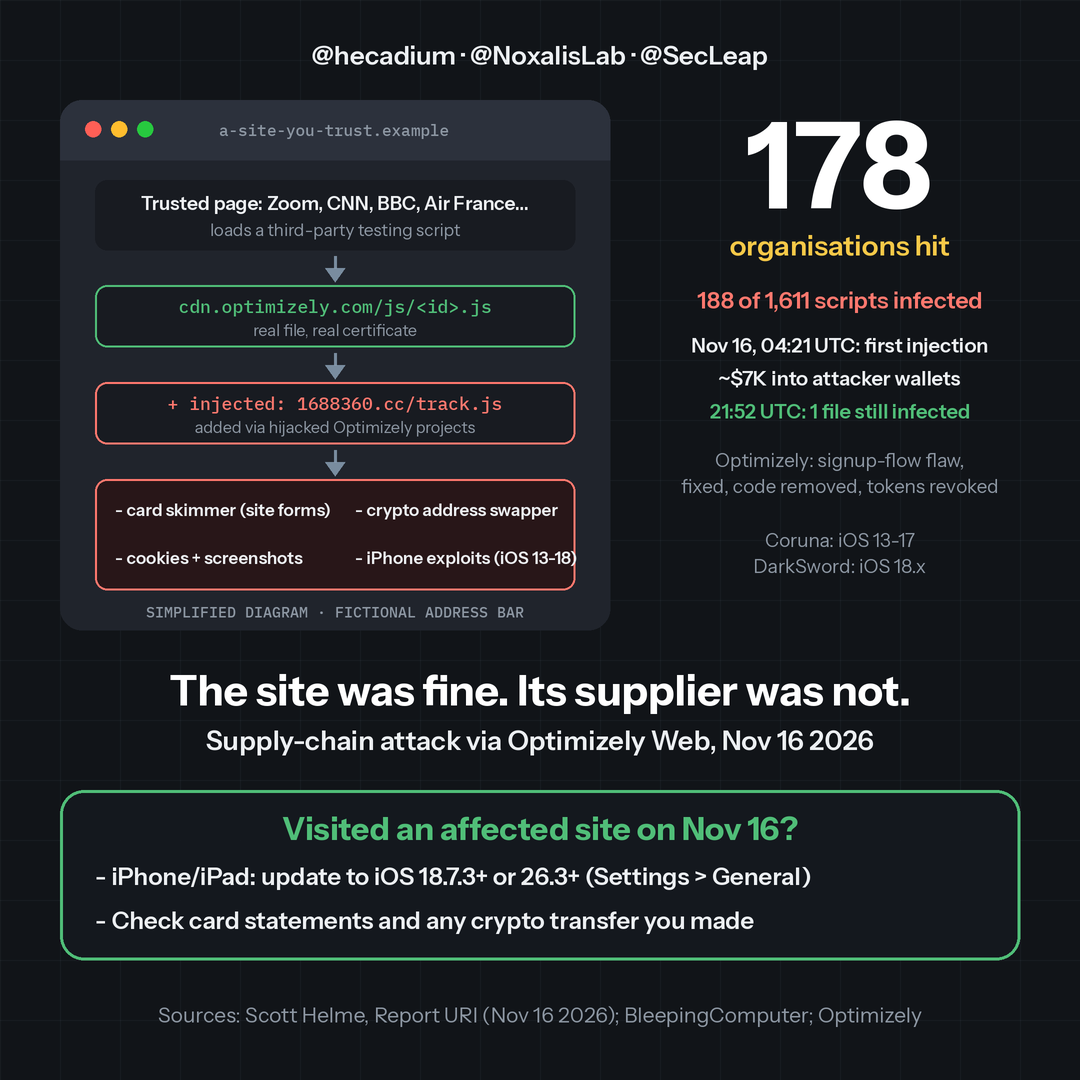 @hecadium · @NoxalisLab · @SecLeap
a-site-you-trust.example
Trusted page: Zoom, CNN, BBC, Air France...
loads a third-party testing script
cdn.optimizely.com/js/<id>.js
real file, real certificate
+ injected: 1688360.cc/track.js
added via hijacked Optimizely projects
- card skimmer (site forms)
- crypto address swapper
- cookies + screenshots
- iPhone exploits (iOS 13-18)
SIMPLIFIED DIAGRAM · FICTIONAL ADDRESS BAR
178
organisations hit
188 of 1,611 scripts infected
Nov 16, 04:21 UTC: first injection
~$7K into attacker wallets
21:52 UTC: 1 file still infected
Optimizely: signup-flow flaw,
fixed, code removed, tokens revoked
Coruna: iOS 13-17
DarkSword: iOS 18.x
The site was fine. Its supplier was not.
Supply-chain attack via Optimizely Web, Nov 16 2026
Visited an affected site on Nov 16?
- iPhone/iPad: update to iOS 18.7.3+ or 26.3+ (Settings > General)
- Check card statements and any crypto transfer you made
Sources: Scott Helme, Report URI (Nov 16 2026); BleepingComputer; Optimizely